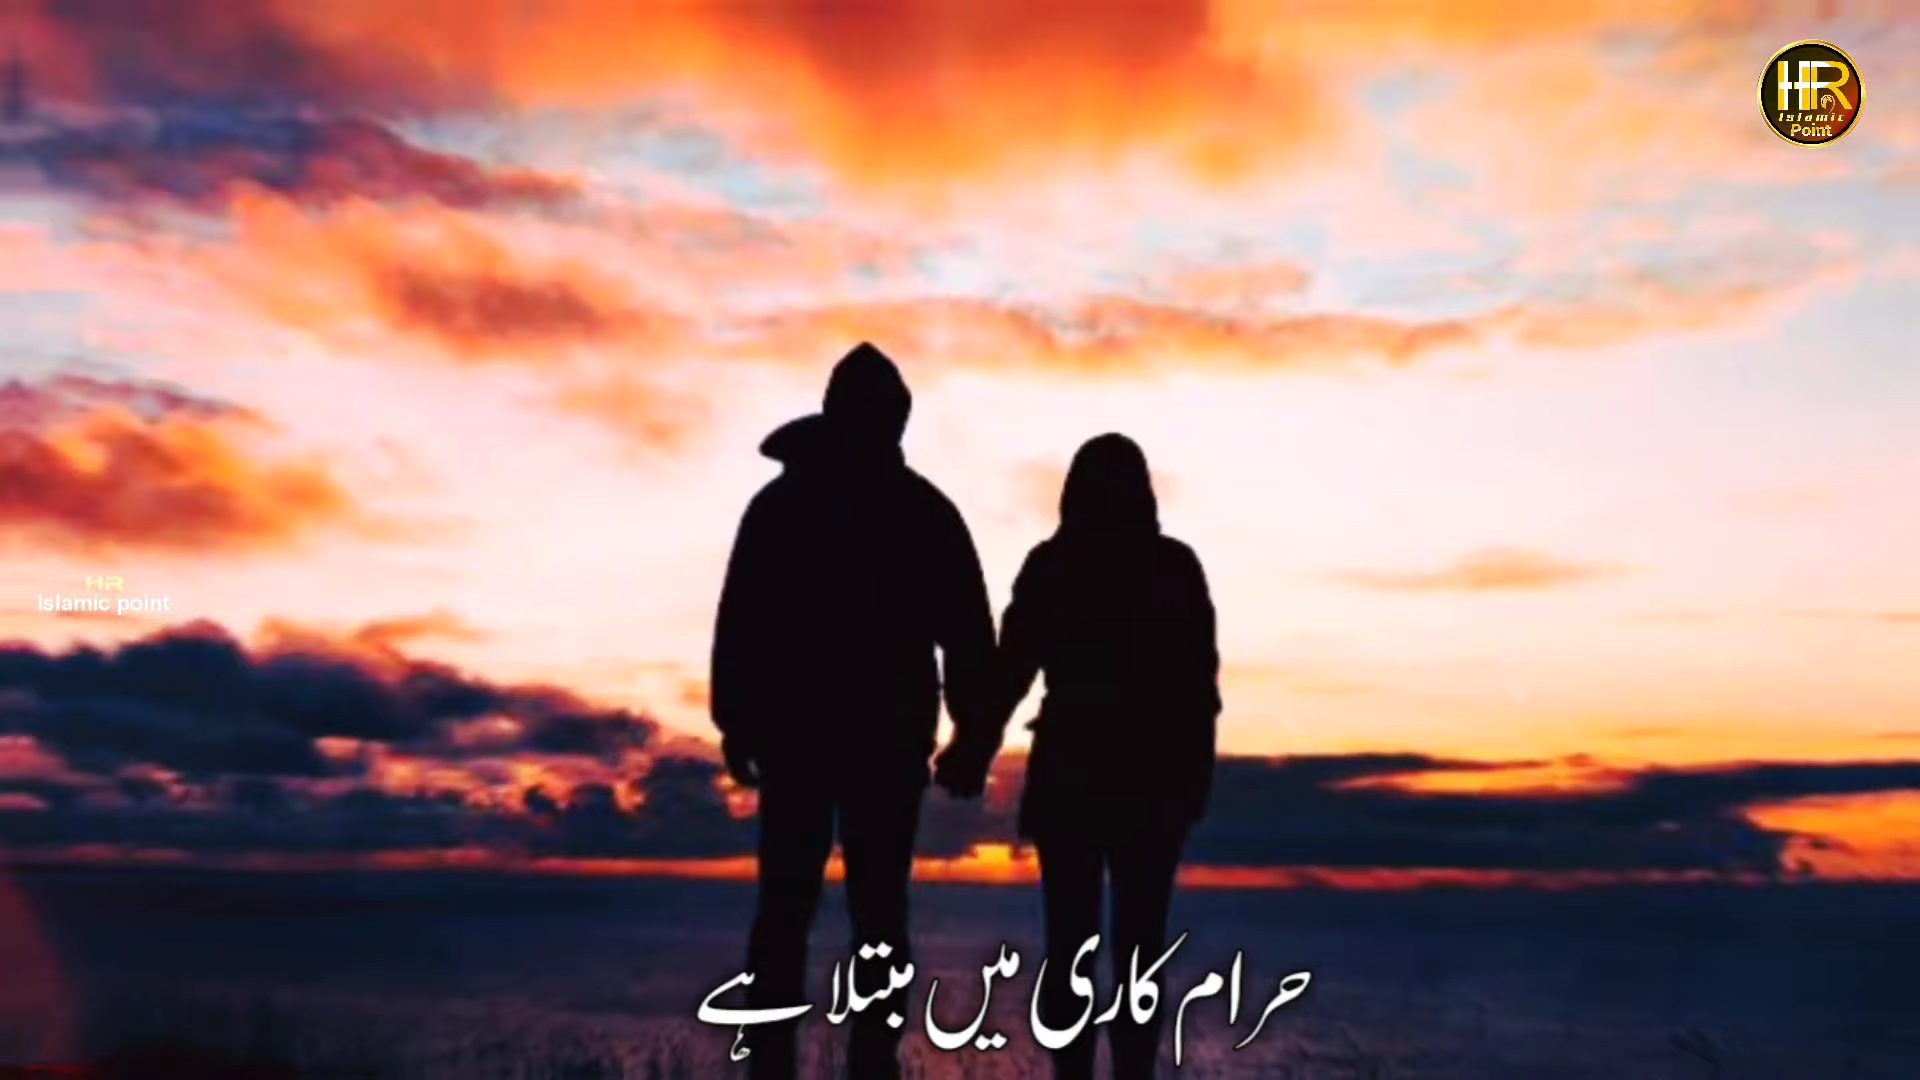 HR
Islamic
Point
HR
Islamic point
حرام کاری میں مبتلا ہے